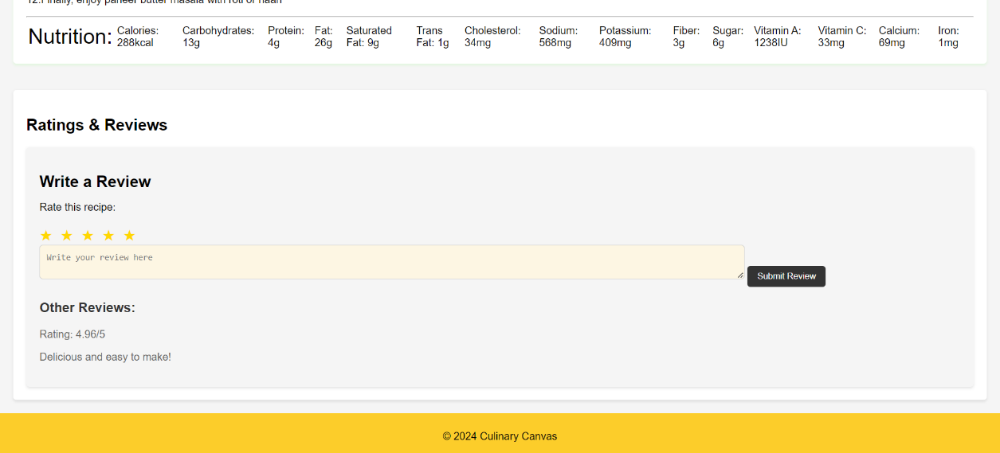 12.Finally, enjoy paneer butter masala with roti or naan
Nutrition: Calories: Carbohydrates: Protein: Fat: Saturated Trans Cholesterol: Sodium: Potassium: Fiber: Sugar: Vitamin A: Vitamin C: Calcium: Iron:
288kcal 13g 4g 26g Fat: 9g Fat: 1g 34mg 568mg 409mg 3g 6g 1238IU 33mg 69mg 1mg
Ratings & Reviews
Write a Review
Rate this recipe:
★ ★ ★ ★ ★
Write your review here
Submit Review
Other Reviews:
Rating: 4.96/5
Delicious and easy to make!
© 2024 Culinary Canvas